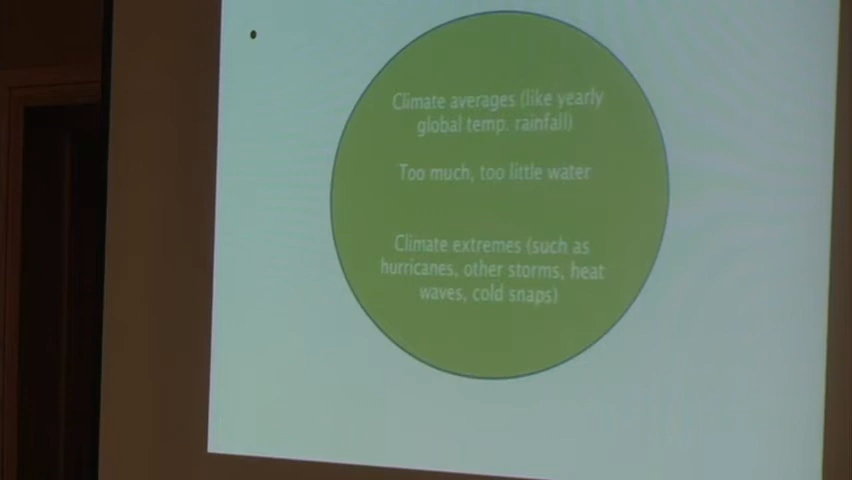 Climate averages (like yearly
global temp. rainfall)
Too much, too little water
Climate extremes (such as
hurricanes, other storms, heat
waves, cold snaps)